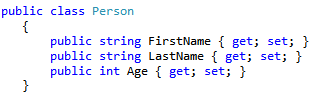 public class Person
{
public string FirstName { get; set; }
public string LastName { get; set; }
public int Age { get; set; }
}